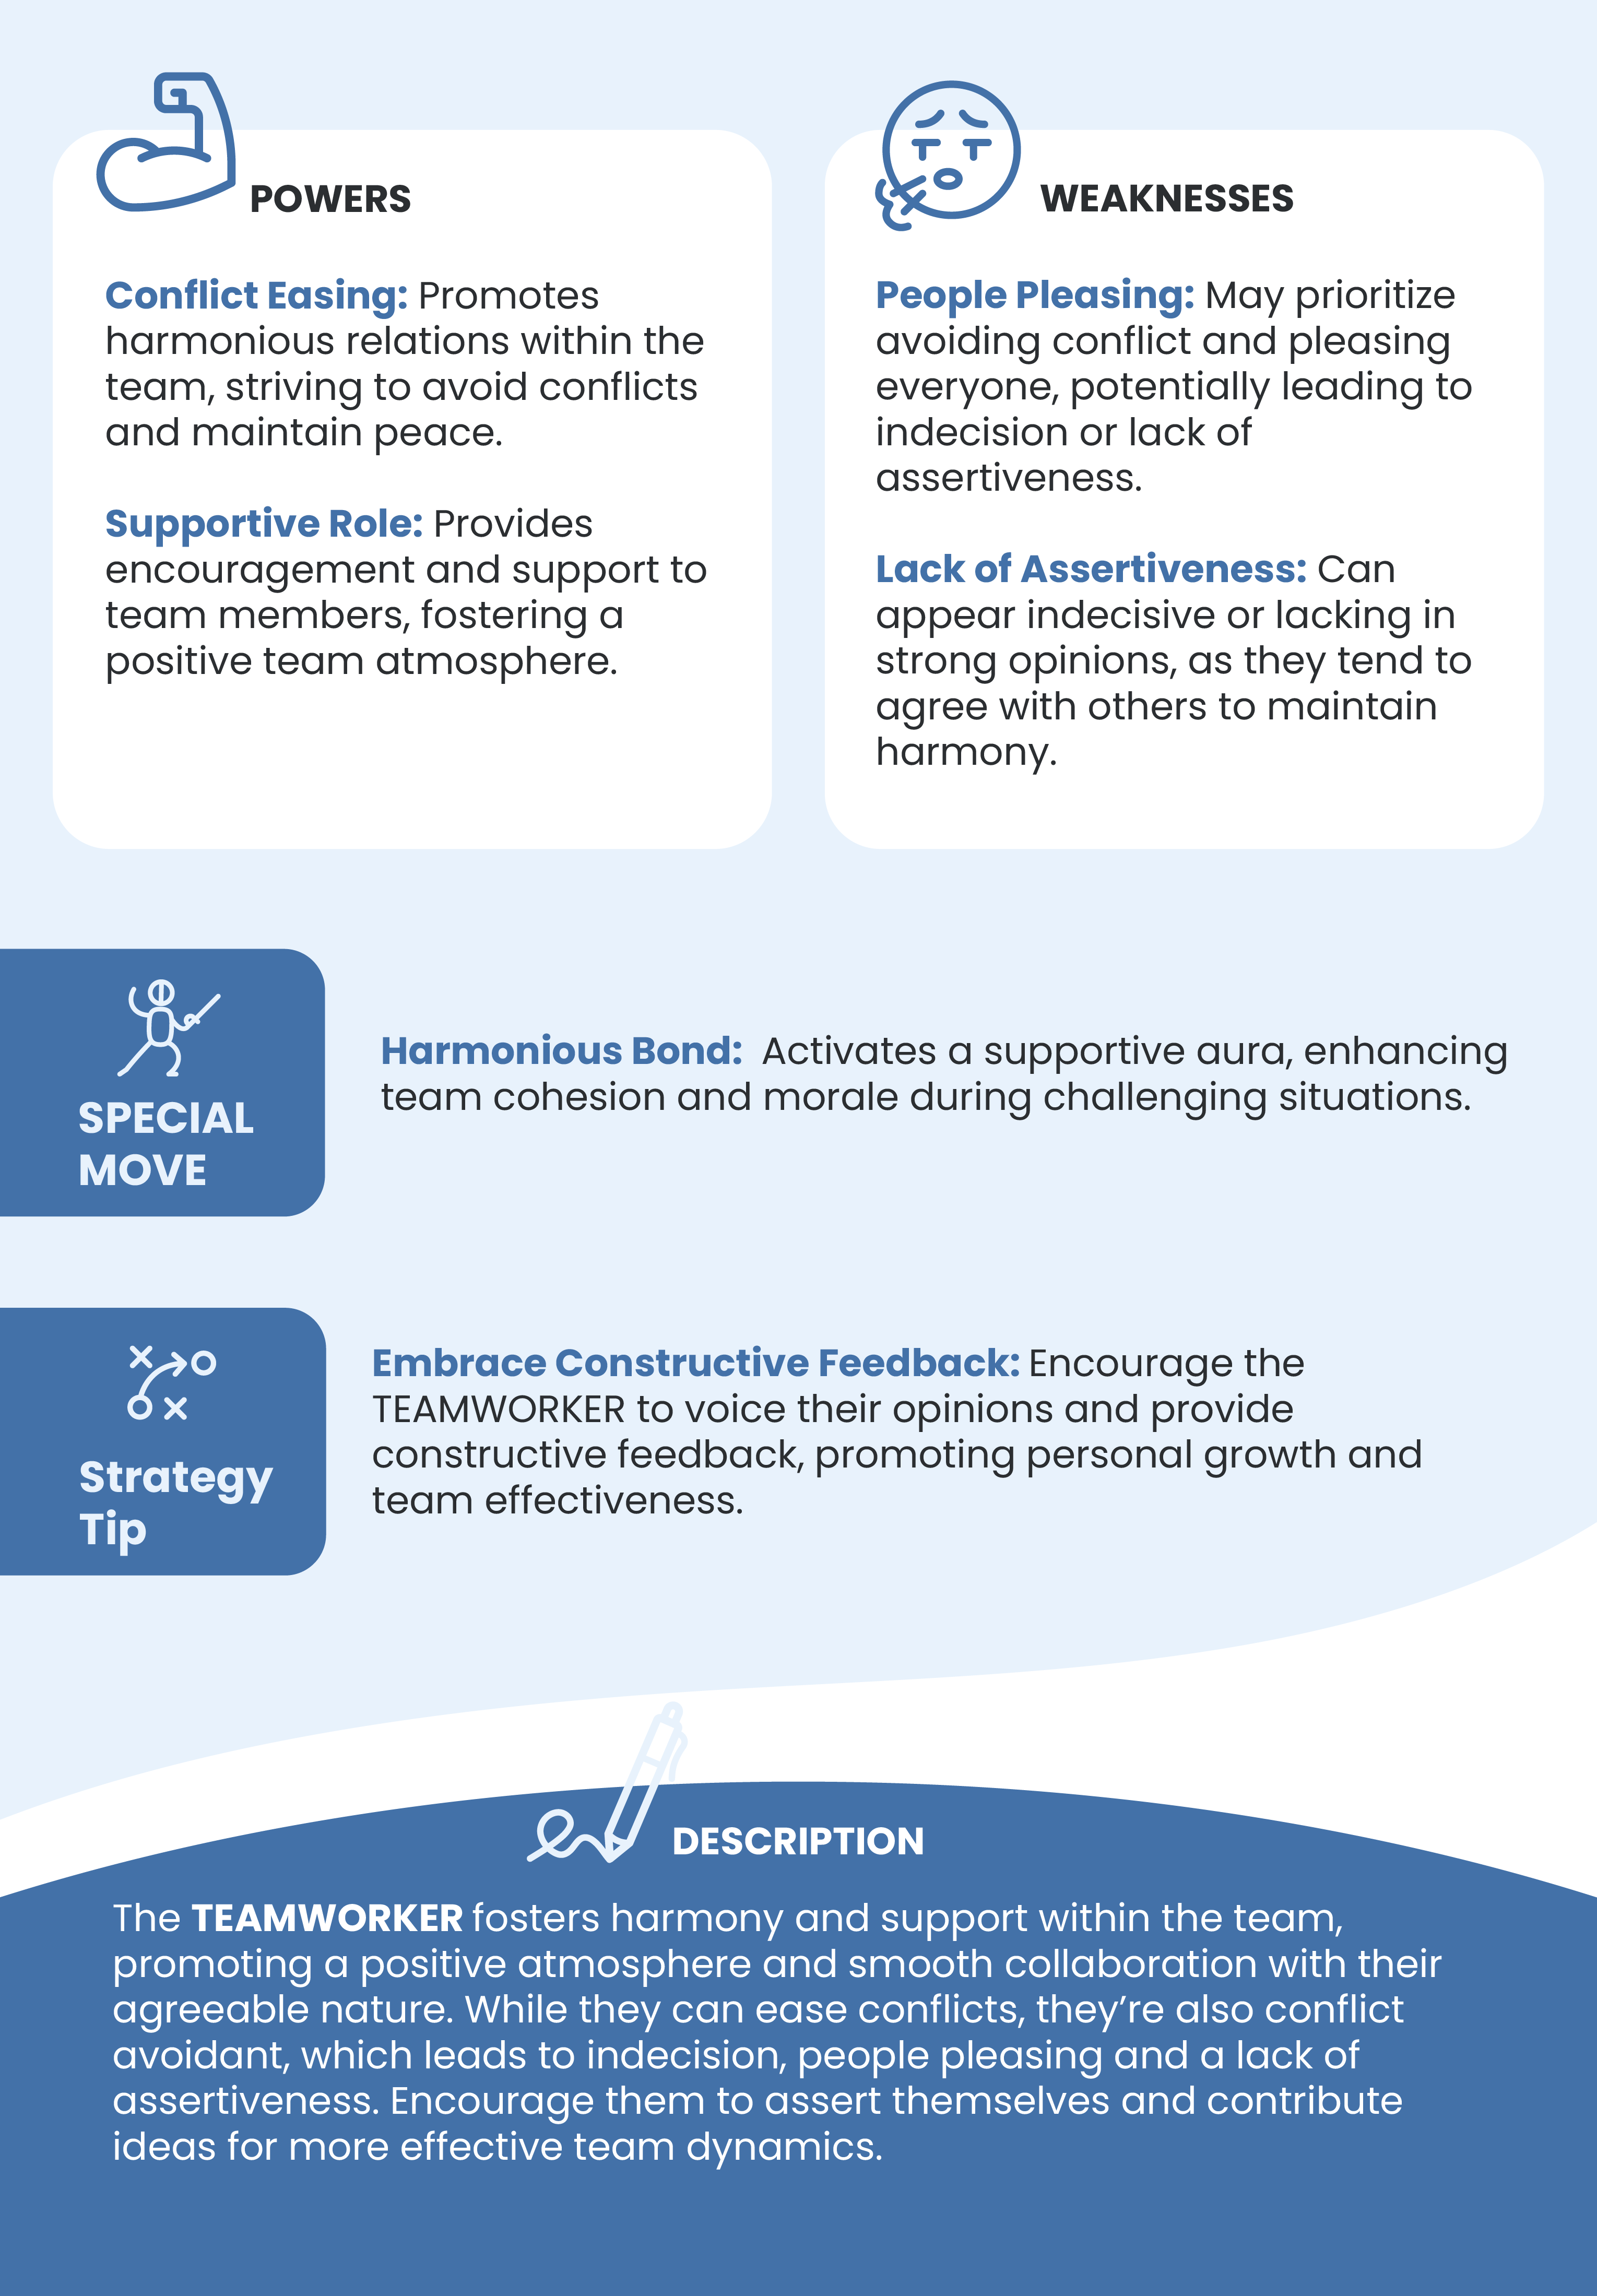 POWERS
Conflict Easing: Promotes
harmonious relations within the
team, striving to avoid conflicts
and maintain peace.
Supportive Role: Provides
encouragement and support to
team members, fostering a
positive team atmosphere.
WEAKNESSES
People Pleasing: May prioritize
avoiding conflict and pleasing
everyone, potentially leading to
indecision or lack of
assertiveness.
Lack of Assertiveness: Can
appear indecisive or lacking in
strong opinions, as they tend to
agree with others to maintain
harmony.
SPECIAL
MOVE
Harmonious Bond: Activates a supportive aura, enhancing
team cohesion and morale during challenging situations.
Strategy
Tip
Embrace Constructive Feedback: Encourage the
TEAMWORKER to voice their opinions and provide
constructive feedback, promoting personal growth and
team effectiveness.
DESCRIPTION
The TEAMWORKER fosters harmony and support within the team,
promoting a positive atmosphere and smooth collaboration with their
agreeable nature. While they can ease conflicts, they’re also conflict
avoidant, which leads to indecision, people pleasing and a lack of
assertiveness. Encourage them to assert themselves and contribute
ideas for more effective team dynamics.